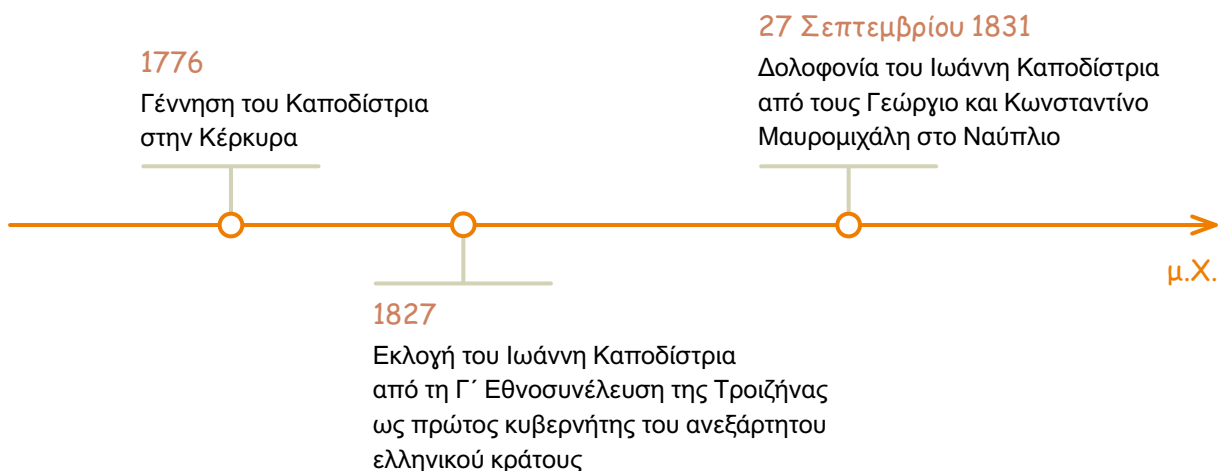 1776
Γέννηση του Καποδίστρια
στην Κέρκυρα
27 Σεπτεμβρίου 1831
Δολοφονία του Ιωάννη Καποδίστρια
από τους Γεώργιο και Κωνσταντίνο
Μαυρομιχάλη στο Ναύπλιο
μ.Χ.
1827
Εκλογή του Ιωάννη Καποδίστρια
από τη Γ΄ Εθνοσυνέλευση της Τροιζήνας
ως πρώτος κυβερνήτης του ανεξάρτητου
ελληνικού κράτους